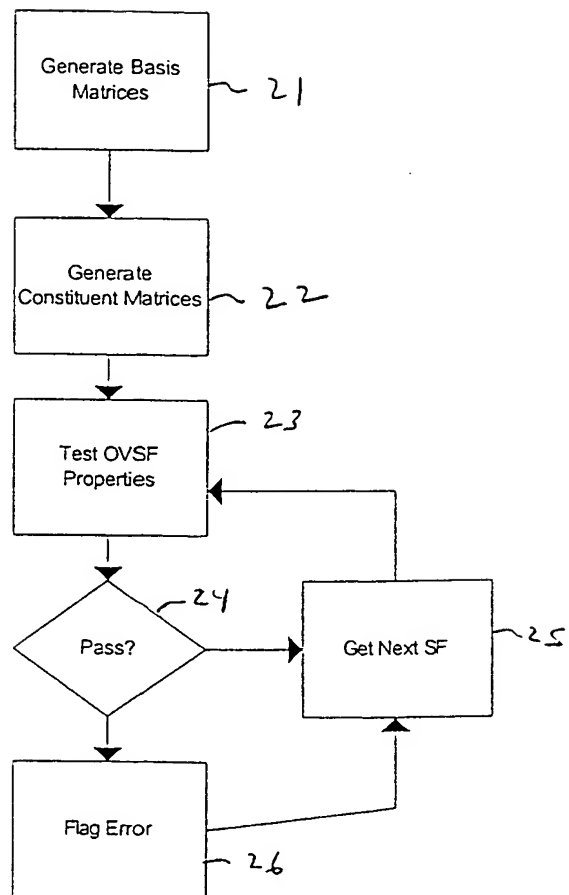 Generate Basis
Matrices
21
Generate
Constituent Matrices
22
23
Test OVSF
Properties
24
Pass?
Get Next SF
25
Flag Error
26